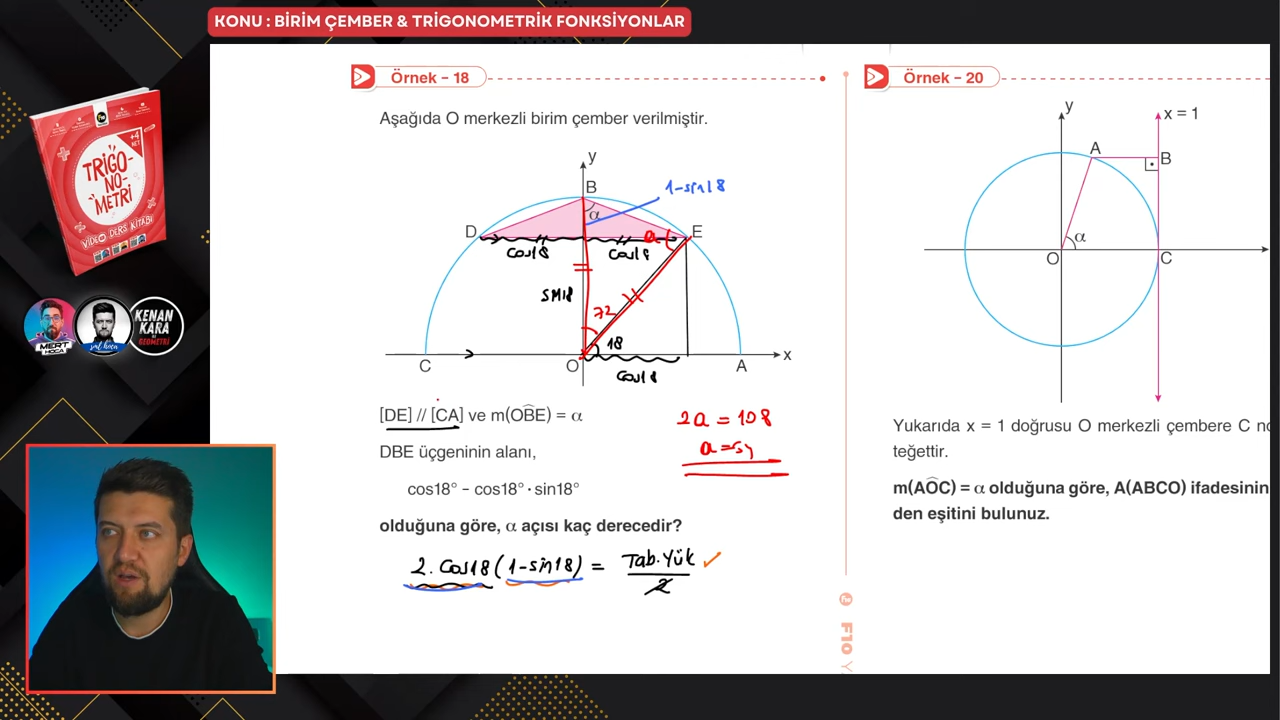 KONU : BİRİM ÇEMBER & TRİGONOMETRİK FONKSİYONLAR
+4 NET
TRİGO-
NO-
METRİ
VİDEO DERS KİTABI
MERT HOCA
KENAN
KARA
GEOMETRİ
Örnek – 18
Aşağıda O merkezli birim çember verilmiştir.
y
B
1-sin18
α
D
E
a
cos18
cos18
sin18
72
18
C
O
A
x
cos18
[DE] // [CA] ve m(OBE) = α
2a = 108
DBE üçgeninin alanı,
a = 54
cos18° – cos18° · sin18°
olduğuna göre, α açısı kaç derecedir?
2. cos18 (1-sin18) = Tab.Yük
2
F10
Örnek – 20
y
x = 1
A
B
α
O
C
Yukarıda x = 1 doğrusu O merkezli çembere C no
teğettir.
m(AOC) = α olduğuna göre, A(ABCO) ifadesinin
den eşitini bulunuz.